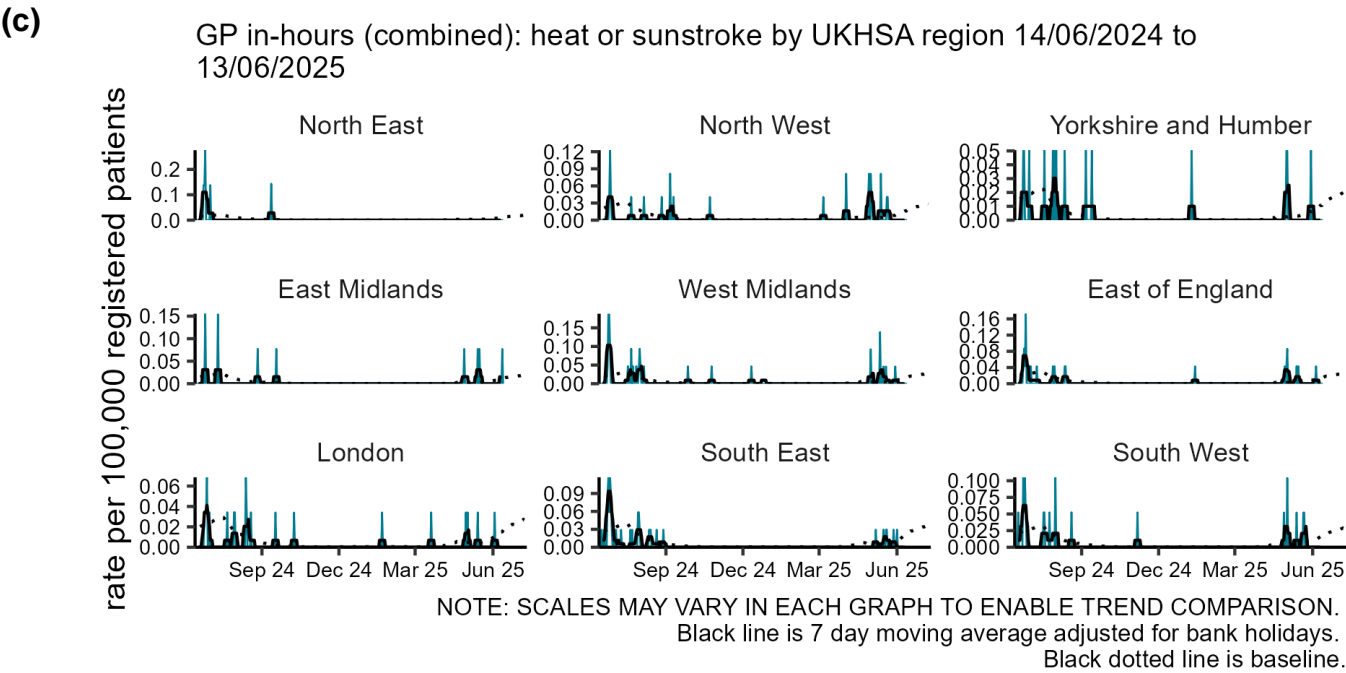 (c)
GP in-hours (combined): heat or sunstroke by UKHSA region 14/06/2024 to
13/06/2025
rate per 100,000 registered patients
North East
0.2
0.1
0.0
North West
0.12
0.09
0.06
0.03
0.00
Yorkshire and Humber
0.05
0.04
0.03
0.02
0.01
0.00
East Midlands
0.15
0.10
0.05
0.00
West Midlands
0.15
0.10
0.05
0.00
East of England
0.16
0.12
0.08
0.04
0.00
London
0.06
0.04
0.02
0.00
South East
0.09
0.06
0.03
0.00
South West
0.100
0.075
0.050
0.025
0.000
Sep 24 Dec 24 Mar 25 Jun 25
Sep 24 Dec 24 Mar 25 Jun 25
Sep 24 Dec 24 Mar 25 Jun 25
NOTE: SCALES MAY VARY IN EACH GRAPH TO ENABLE TREND COMPARISON.
Black line is 7 day moving average adjusted for bank holidays.
Black dotted line is baseline.